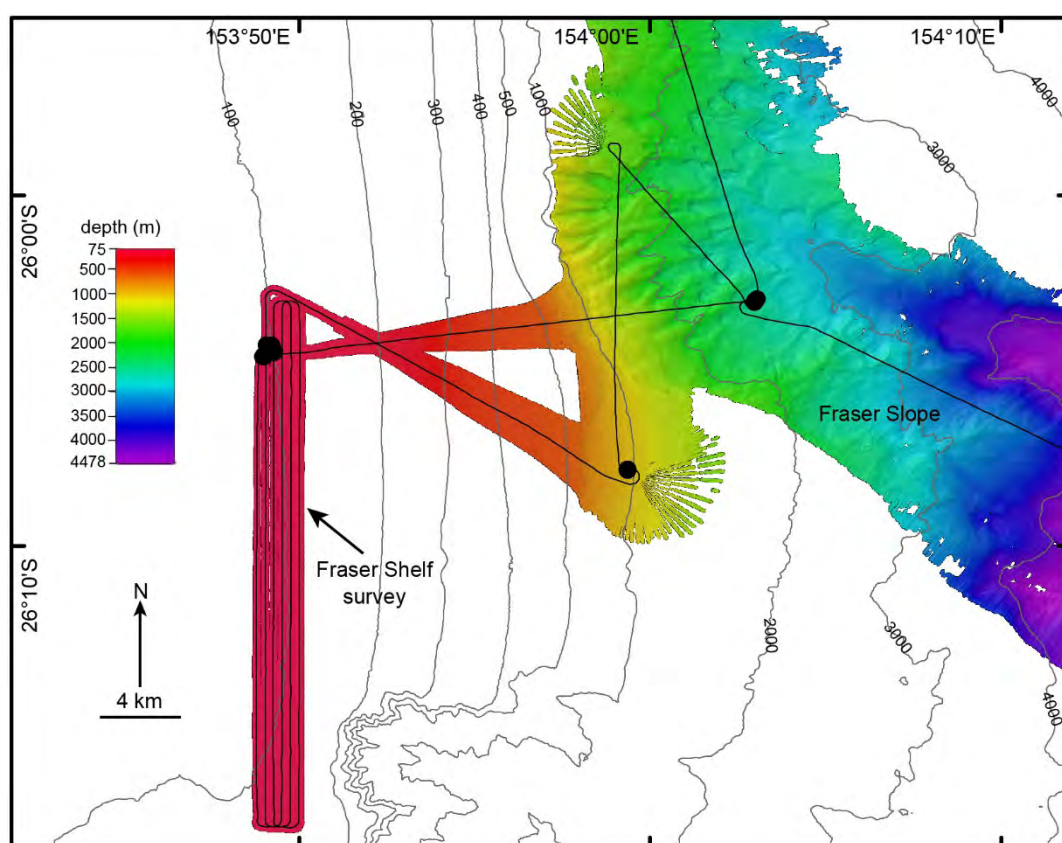 153°50'E
154°00'E
154°10'E
100
200
300
400
500
1000
3000
4000
26°00'S
depth (m)
75
500
1000
1500
2000
2500
3000
3500
4000
4478
Fraser Slope
26°10'S
Fraser Shelf
survey
N
4 km
2000
3000
4000